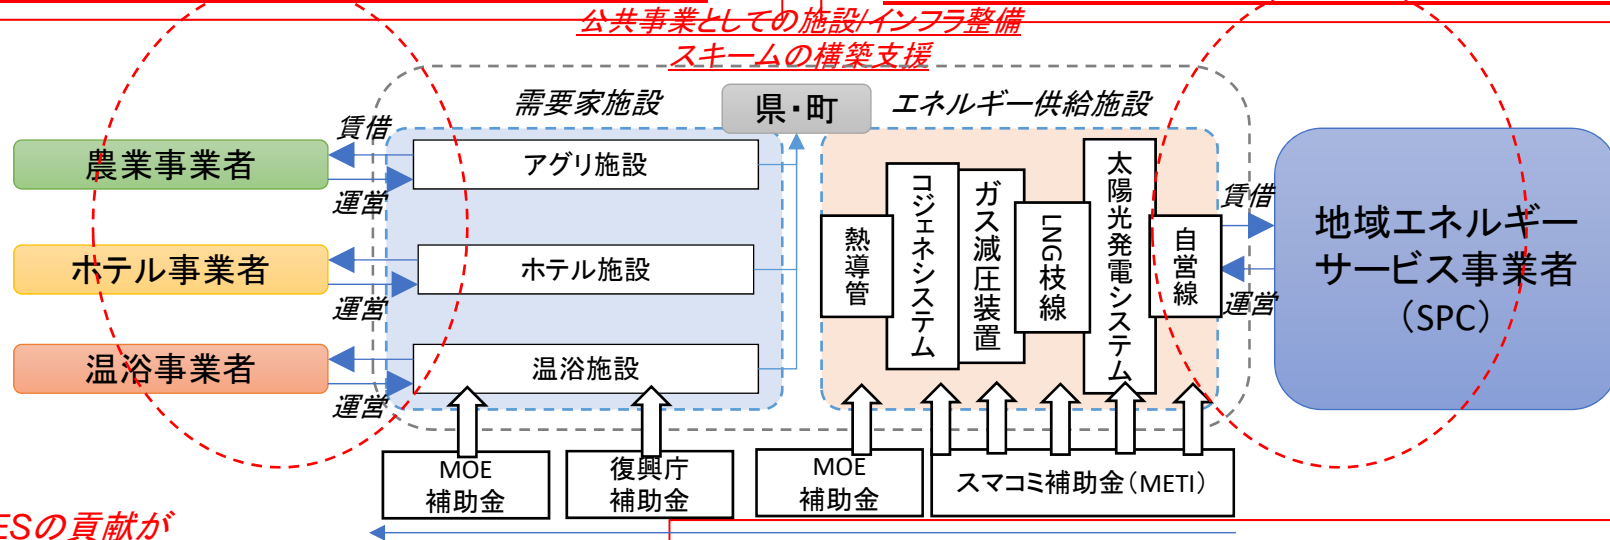 公共事業としての施設/インフラ整備
スキームの構築支援
需要家施設
県・町
エネルギー供給施設
賃借
農業事業者
運営
アグリ施設
ホテル事業者
運営
ホテル施設
温浴事業者
運営
温浴施設
熱導管
コジェネシステム
ガス減圧装置
LNG枝線
太陽光発電システム
自営線
賃借
運営
地域エネルギー
サービス事業者
（SPC）
MOE
補助金
復興庁
補助金
MOE
補助金
スマコミ補助金（METI）
ESの貢献が